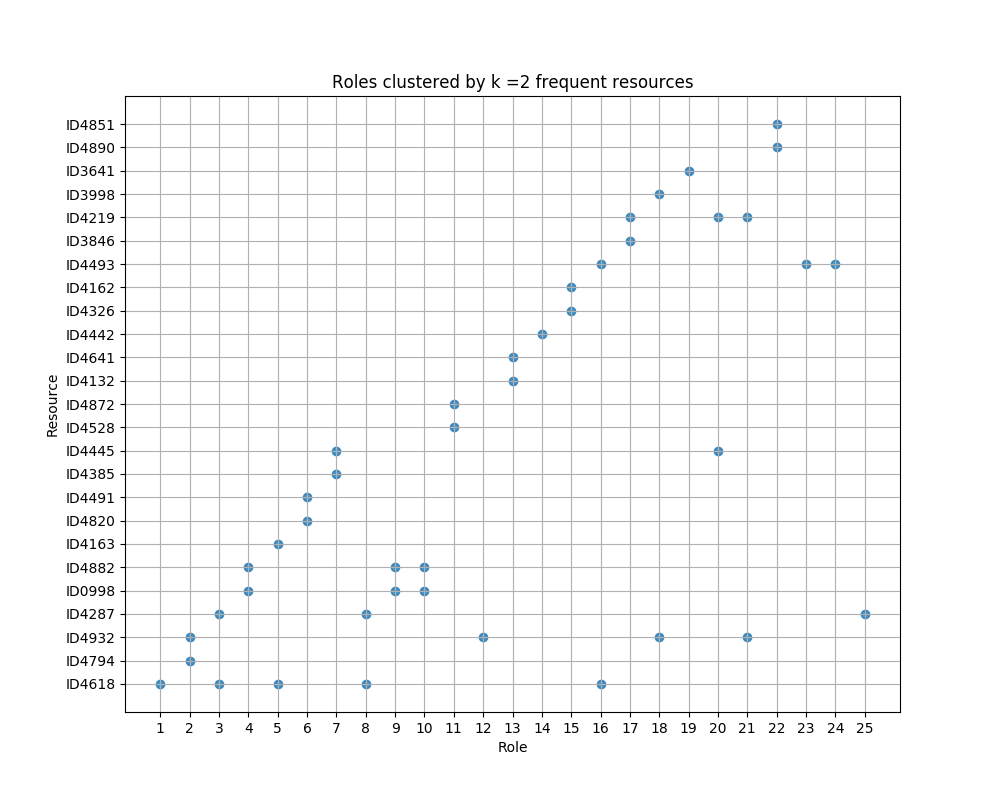 Roles clustered by k =2 frequent resources
ID4851
ID4890
ID3641
ID3998
ID4219
ID3846
ID4493
ID4162
ID4326
ID4442
ID4641
ID4132
ID4872
ID4528
ID4445
ID4385
ID4491
ID4820
ID4163
ID4882
ID0998
ID4287
ID4932
ID4794
ID4618
Resource
1 2 3 4 5 6 7 8 9 10 11 12 13 14 15 16 17 18 19 20 21 22 23 24 25
Role